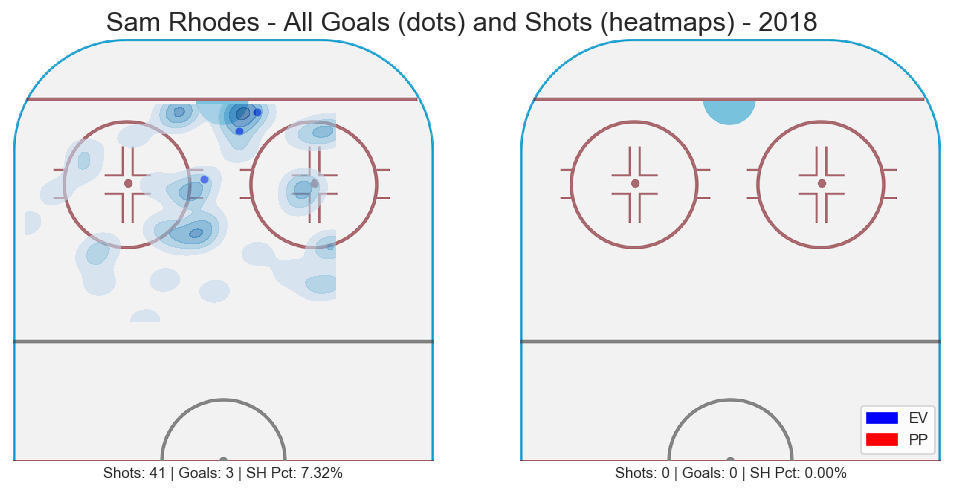 Sam Rhodes - All Goals (dots) and Shots (heatmaps) - 2018
EV
PP
Shots: 41 | Goals: 3 | SH Pct: 7.32%
Shots: 0 | Goals: 0 | SH Pct: 0.00%